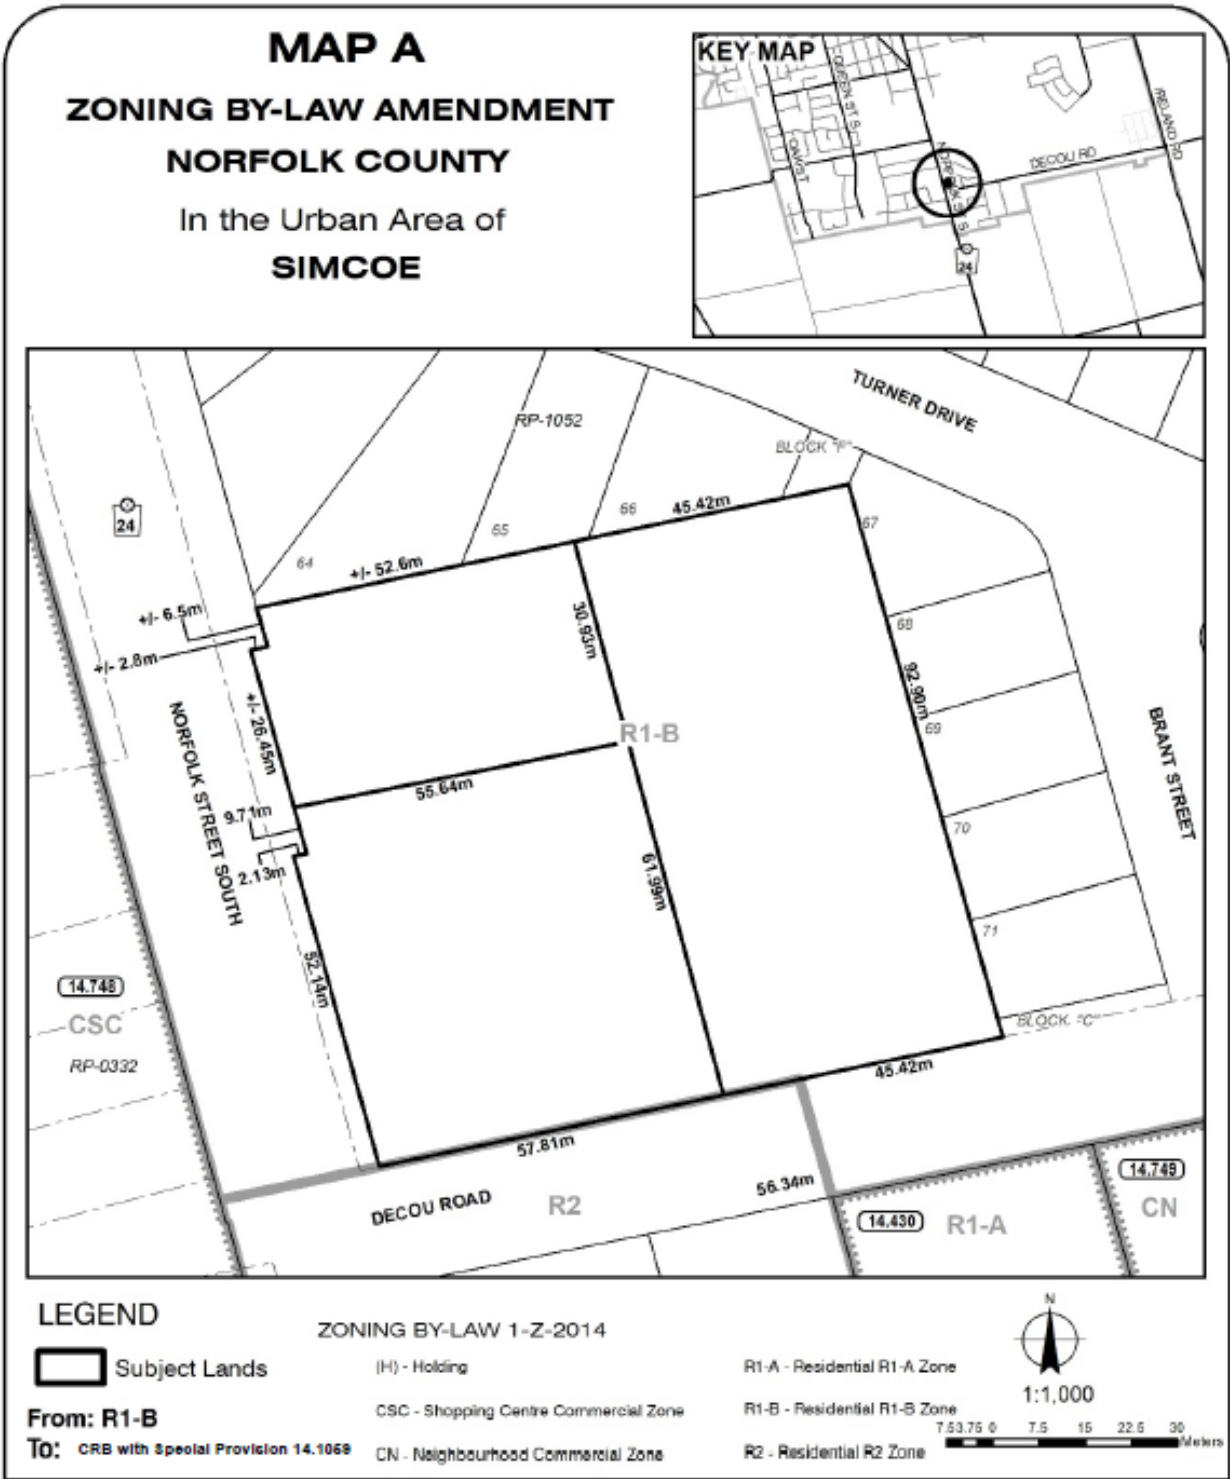 MAP A
ZONING BY-LAW AMENDMENT
NORFOLK COUNTY
In the Urban Area of
SIMCOE
KEY MAP
QUEEN ST S
OAK ST
NORFOLK ST S
DECOU RD
IRELAND RD
24
TURNER DRIVE
RP-1052
BLOCK "F"
24
66
45.42m
65
67
64
+/- 52.6m
+/- 6.5m
30.93m
68
+/- 2.8m
92.90m
+/- 26.45m
R1-B
69
NORFOLK STREET SOUTH
BRANT STREET
55.64m
9.71m
70
2.13m
61.99m
71
52.14m
14.748
CSC
RP-0332
BLOCK "C"
45.42m
57.81m
56.34m
DECOU ROAD
R2
14.430
R1-A
14.749
CN
LEGEND
Subject Lands
From: R1-B
To: CRB with Special Provision 14.1059
ZONING BY-LAW 1-Z-2014
(H) - Holding
CSC - Shopping Centre Commercial Zone
CN - Neighbourhood Commercial Zone
R1-A - Residential R1-A Zone
R1-B - Residential R1-B Zone
R2 - Residential R2 Zone
N
1:1,000
7.53.75 0 7.5 15 22.5 30
Meters